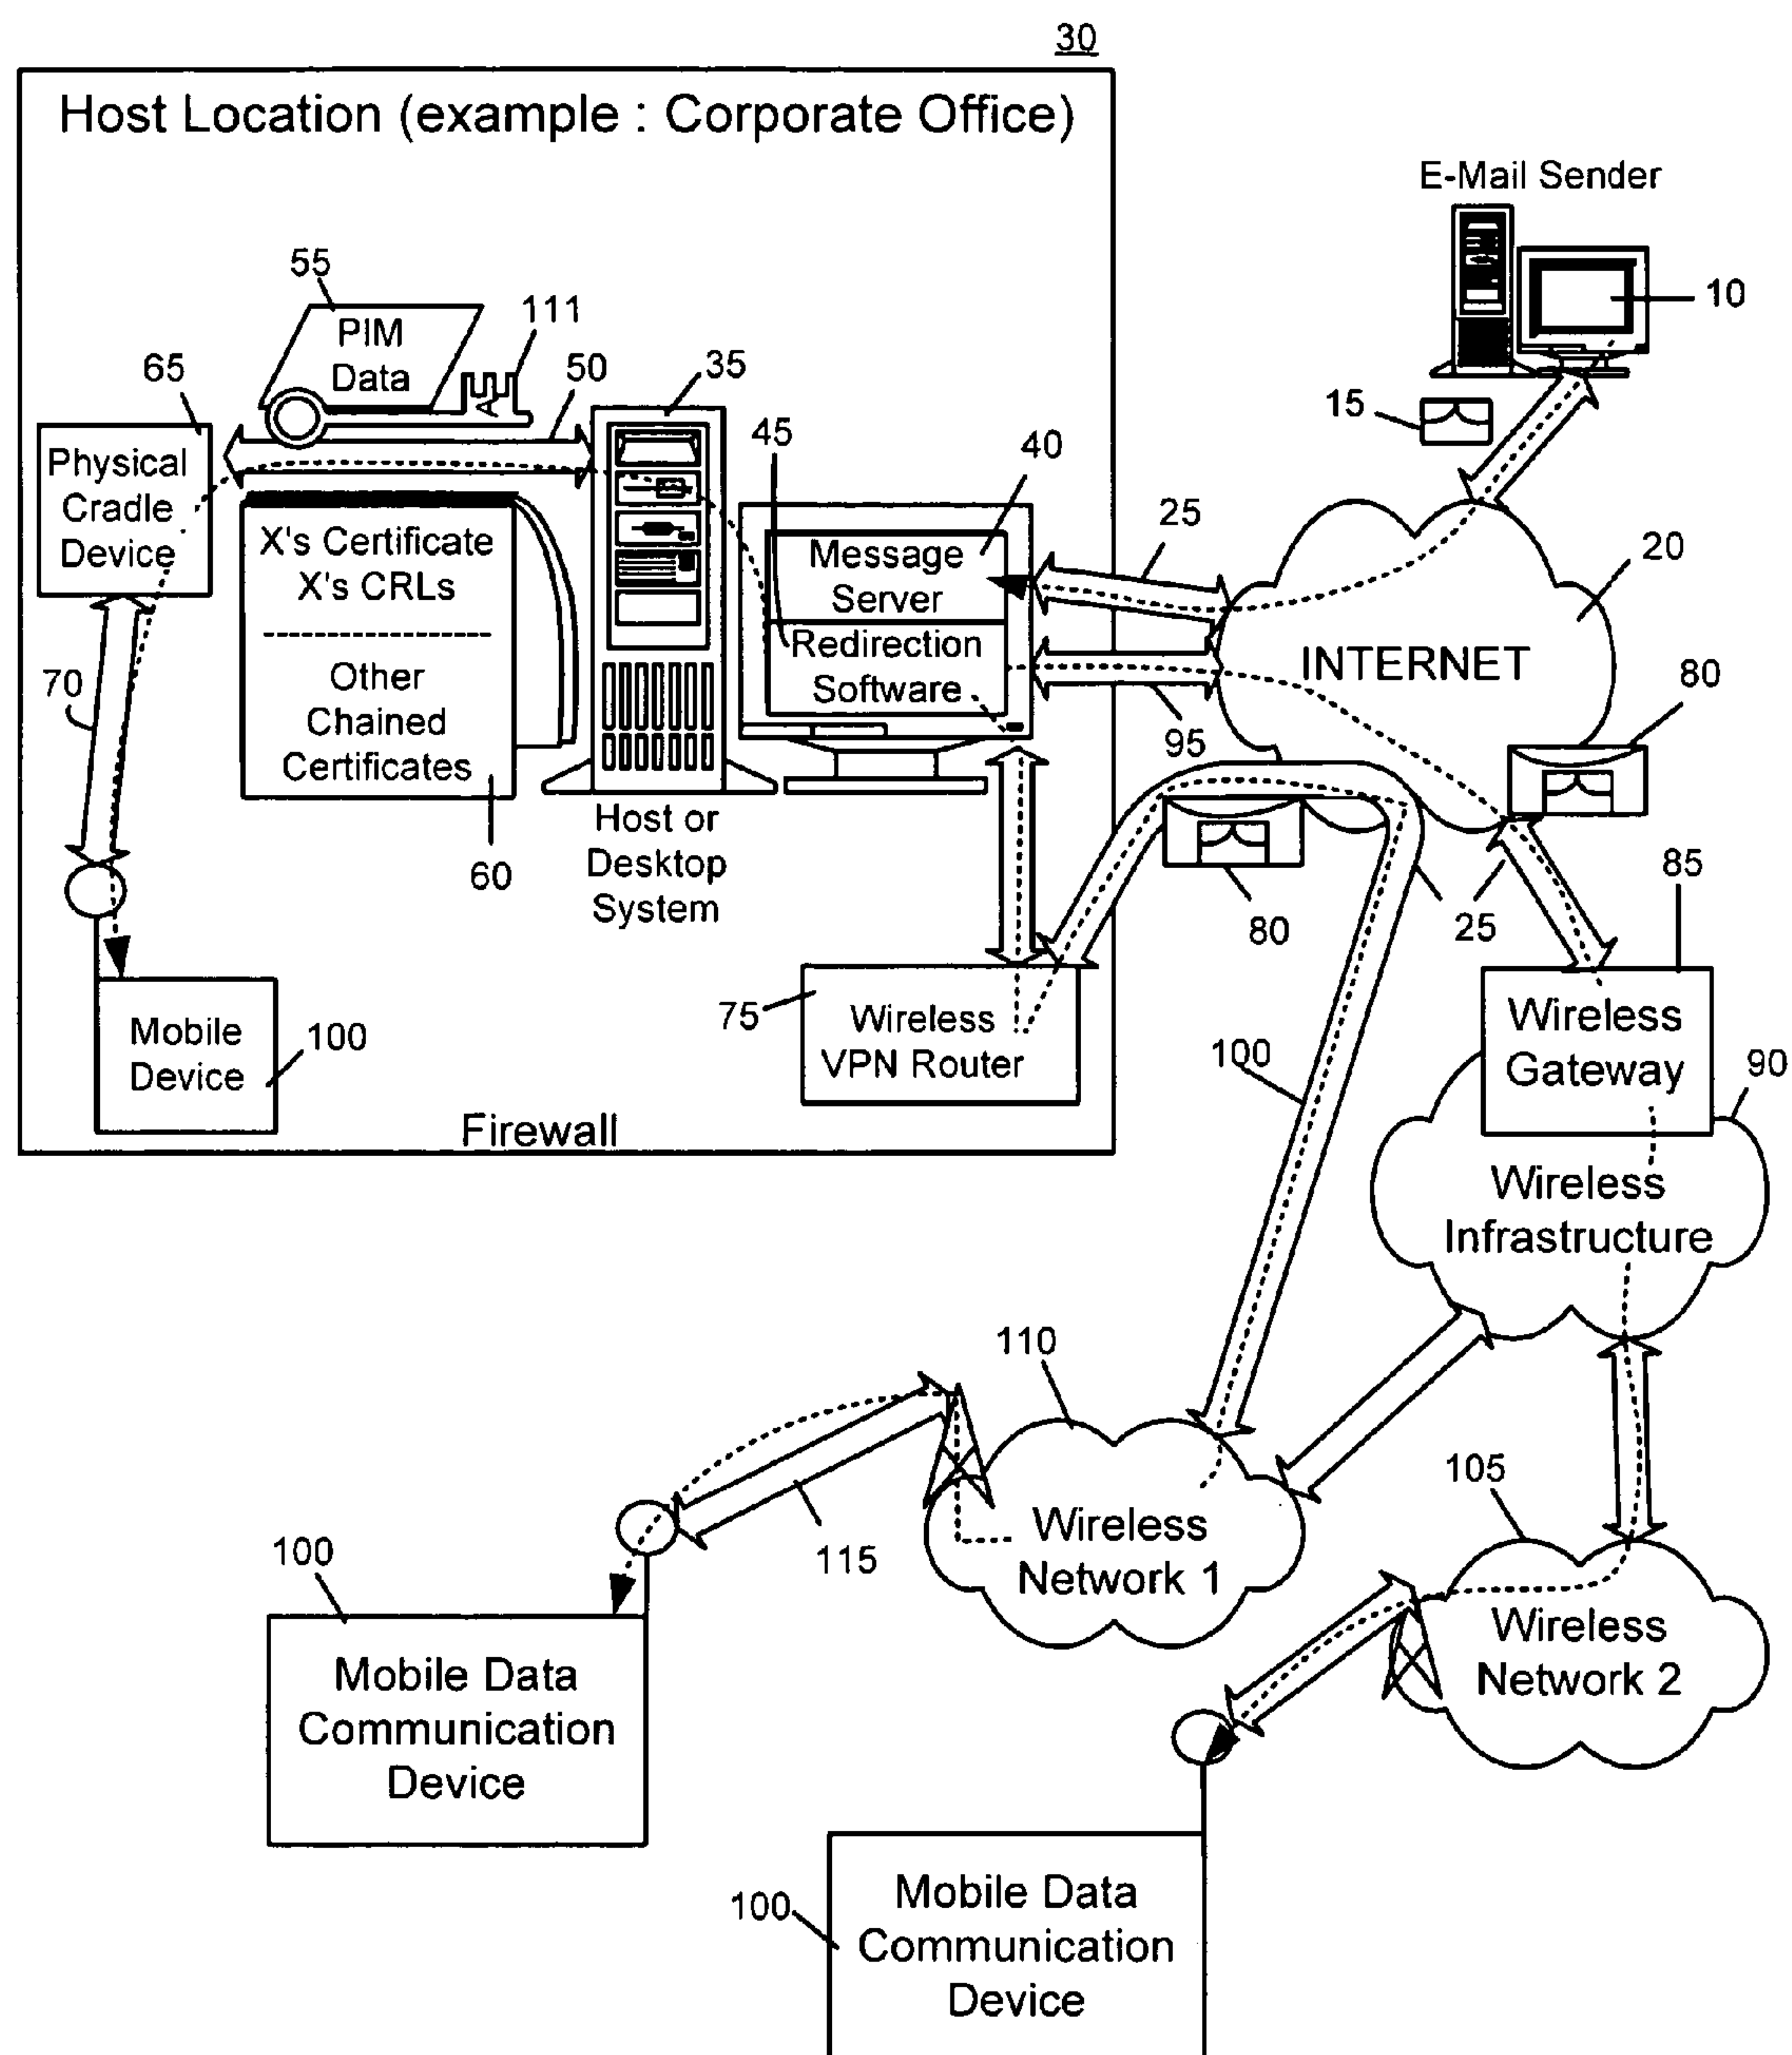 30
Host Location (example : Corporate Office)
E-Mail Sender
10
15
55
PIM
Data
111
A
65
50
35
45
40
Physical
Cradle
Device
X's Certificate
X's CRLs
Other
Chained
Certificates
60
70
Message
Server
Redirection
Software
25
20
INTERNET
95
80
80
Host or
Desktop
System
25
85
75
Wireless
VPN Router
Mobile
Device
100
Firewall
100
Wireless
Gateway
90
Wireless
Infrastructure
110
105
Wireless
Network 1
115
100
Mobile Data
Communication
Device
Wireless
Network 2
100
Mobile Data
Communication
Device